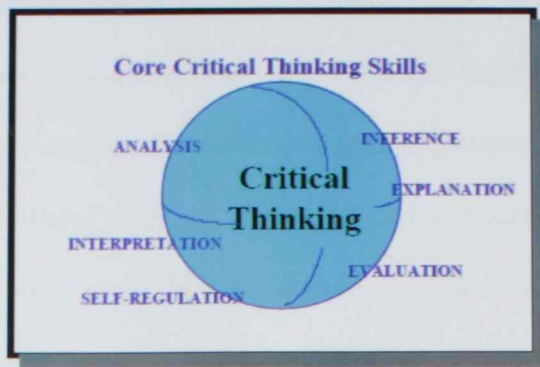 Core Critical Thinking Skills
ANALYSIS
INFERENCE
Critical
Thinking
EXPLANATION
INTERPRETATION
EVALUATION
SELF-REGULATION